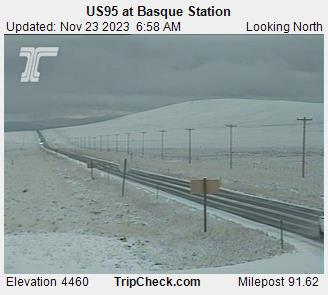 US95 at Basque Station
Updated: Nov 23 2023 6:58 AM Looking North
Elevation 4460 TripCheck.com Milepost 91.62